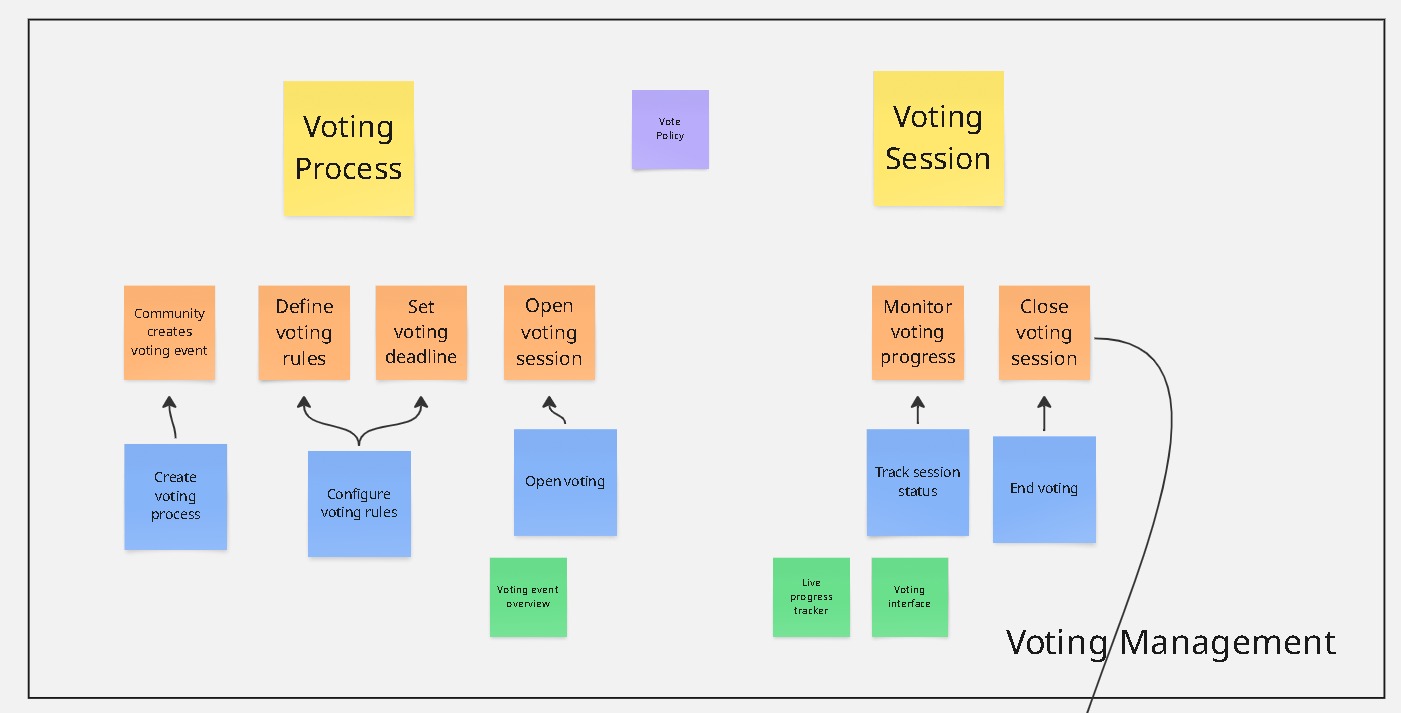 Voting
Process
Vote
Policy
Voting
Session
Community
creates
voting event
Define
voting
rules
Set
voting
deadline
Open
voting
session
Monitor
voting
progress
Close
voting
session
Create
voting
process
Configure
voting rules
Open voting
Track session
status
End voting
Voting event
overview
Live
progress
tracker
Voting
interface
Voting Management